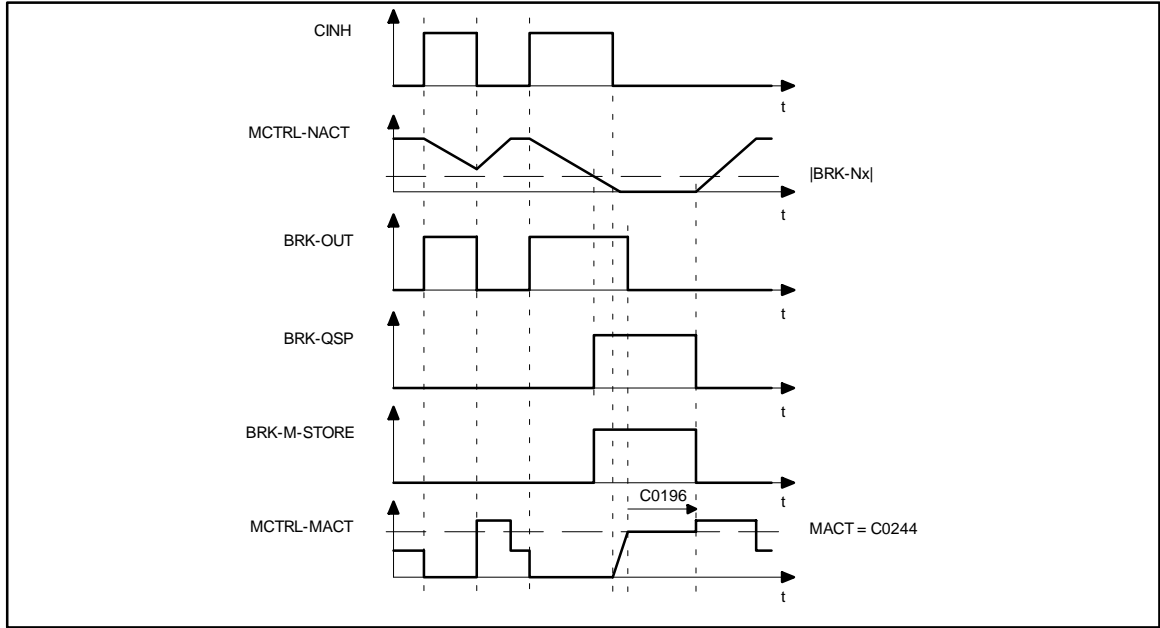 CINH
t
MCTRL-NACT
|BRK-Nx|
t
BRK-OUT
t
BRK-QSP
t
BRK-M-STORE
t
C0196
MCTRL-MACT
MACT = C0244
t